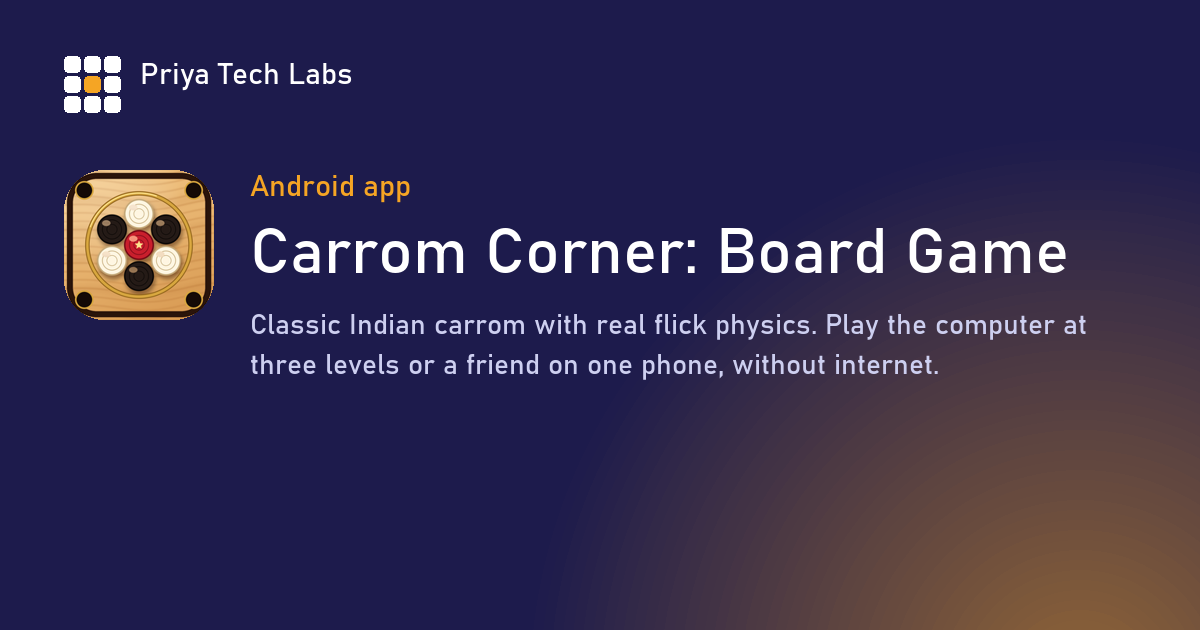 Priya Tech Labs
Android app
Carrom Corner: Board Game
Classic Indian carrom with real flick physics. Play the computer at
three levels or a friend on one phone, without internet.